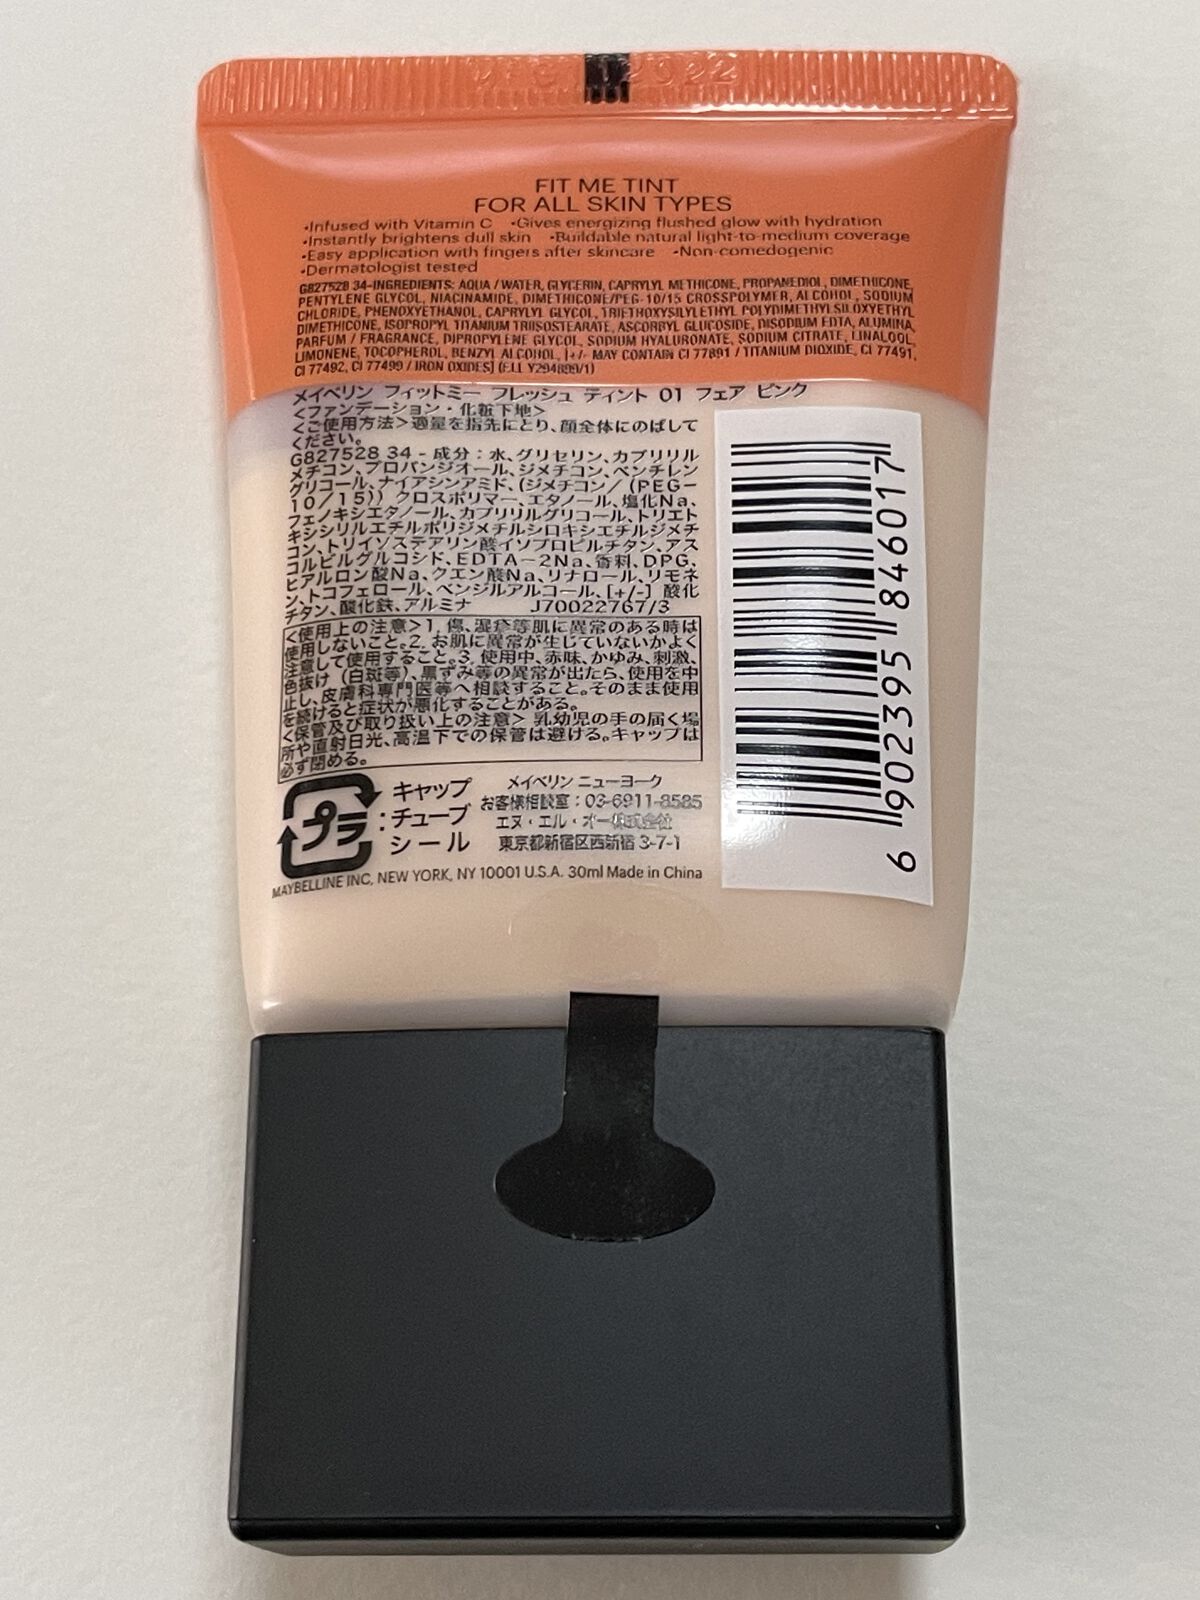 2022
FIT ME TINT
FOR ALL SKIN TYPES
•Infused with Vitamin C •Gives energizing flushed glow with hydration
•Instantly brightens dull skin •Buildable natural light-to-medium coverage
•Easy application with fingers after skincare •Non-comedogenic
•Dermatologist tested
G827528 34-INGREDIENTS: AQUA / WATER, GLYCERIN, CAPRYLYL METHICONE, PROPANEDIOL, DIMETHICONE,
PENTYLENE GLYCOL, NIACINAMIDE, DIMETHICONE/PEG-10/15 CROSSPOLYMER, ALCOHOL, SODIUM
CHLORIDE, PHENOXYETHANOL, CAPRYLYL GLYCOL, TRIETHOXYSILYLETHYL POLYDIMETHYLSILOXYETHYL
DIMETHICONE, ISOPROPYL TITANIUM TRIISOSTEARATE, ASCORBYL GLUCOSIDE, DISODIUM EDTA, ALUMINA,
PARFUM / FRAGRANCE, DIPROPYLENE GLYCOL, SODIUM HYALURONATE, SODIUM CITRATE, LINALOOL,
LIMONENE, TOCOPHEROL, BENZYL ALCOHOL, [+/- MAY CONTAIN CI 77891 / TITANIUM DIOXIDE, CI 77491,
CI 77492, CI 77499 / IRON OXIDES] (F.I.L Y294899/1)
メイベリン フィットミー フレッシュ ティント 01 フェア ピンク
<ファンデーション・化粧下地>
<ご使用方法>適量を指先にとり、顔全体にのばして
ください。
G827528 34 - 成分:水、グリセリン、カプリリル
メチコン、プロパンジオール、ジメチコン、ペンチレン
グリコール、ナイアシンアミド、(ジメチコン/(PEG-
10/15)) クロスポリマー、エタノール、塩化Na、
フェノキシエタノール、カプリリルグリコール、トリエト
キシシリルエチルポリジメチルシロキシエチルジメチ
コン、トリイソステアリン酸イソプロピルチタン、アス
コルビルグルコシド、EDTA-2Na、香料、DPG、
ヒアルロン酸Na、クエン酸Na、リナロール、リモネ
ン、トコフェロール、ベンジルアルコール、[+/-] 酸化
チタン、酸化鉄、アルミナ J70022767/3
<使用上の注意>1. 傷、湿疹等肌に異常のある時は
使用しないこと。2. お肌に異常が生じていないかよく
注意して使用すること。3. 使用中、赤味、かゆみ、刺激、
色抜け（白斑等）、黒ずみ等の異常が出たら、使用を中
止し、皮膚科専門医等へ相談すること。そのまま使用
を続けると症状が悪化することがある。
<保管及び取り扱い上の注意> 乳幼児の手の届く場
所や直射日光、高温下での保管は避ける。キャップは
必ず閉める。
プラ
:キャップ
チューブ
シール
メイベリン ニューヨーク
お客様相談室:03-6911-8585
エヌ・エル・オー株式会社
東京都新宿区西新宿 3-7-1
MAYBELLINE INC, NEW YORK, NY 10001 U.S.A. 30ml Made in China
6 902395 846017